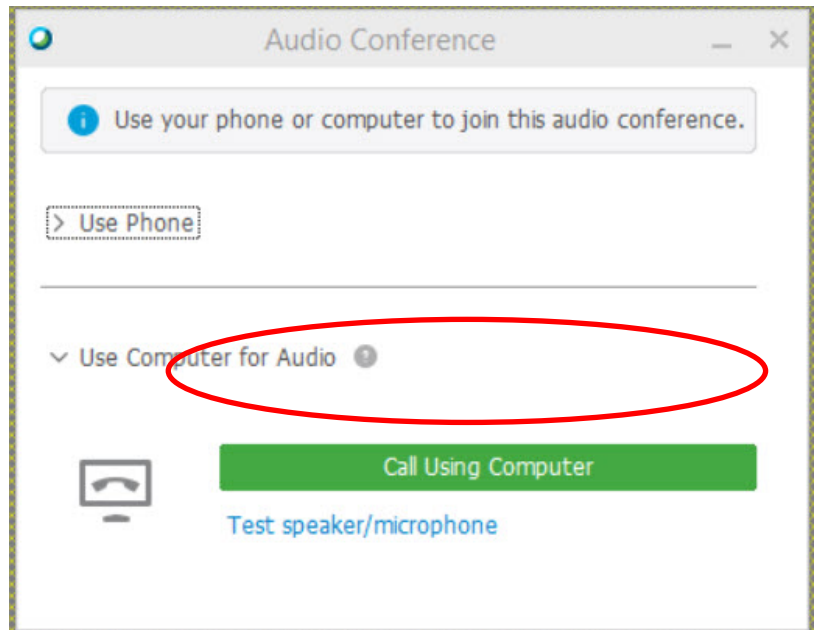 Audio Conference
Use your phone or computer to join this audio conference.
Use Phone
Use Computer for Audio
Call Using Computer
Test speaker/microphone